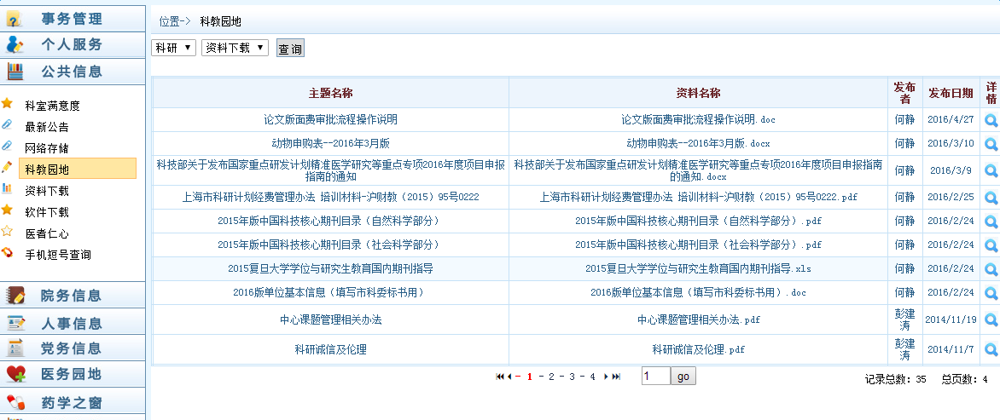 事务管理
个人服务
公共信息
科室满意度
最新公告
网络存储
科教园地
资料下载
软件下载
医者仁心
手机短号查询
院务信息
人事信息
党务信息
医务园地
药学之窗
位置-> 科教园地
科研 资料下载 查询
主题名称 资料名称 发布者 发布日期 详情
论文版面费审批流程操作说明 论文版面费审批流程操作说明.doc 何静 2016/4/27
动物申购表--2016年3月版 动物申购表--2016年3月版.docx 何静 2016/3/10
科技部关于发布国家重点研发计划精准医学研究等重点专项2016年度项目申报指南的通知 科技部关于发布国家重点研发计划精准医学研究等重点专项2016年度项目申报指南的通知.docx 何静 2016/3/9
上海市科研计划经费管理办法 培训材料-沪财教（2015）95号0222 上海市科研计划经费管理办法 培训材料-沪财教（2015）95号0222.pdf 何静 2016/2/25
2015年版中国科技核心期刊目录（自然科学部分） 2015年版中国科技核心期刊目录（自然科学部分）.pdf 何静 2016/2/24
2015年版中国科技核心期刊目录（社会科学部分） 2015年版中国科技核心期刊目录（社会科学部分）.pdf 何静 2016/2/24
2015复旦大学学位与研究生教育国内期刊指导 2015复旦大学学位与研究生教育国内期刊指导.xls 何静 2016/2/24
2016版单位基本信息（填写市科委标书用） 2016版单位基本信息（填写市科委标书用）.doc 何静 2016/2/24
中心课题管理相关办法 中心课题管理相关办法.pdf 彭建涛 2014/11/19
科研诚信及伦理 科研诚信及伦理.pdf 彭建涛 2014/11/7
- 1 - 2 - 3 - 4 1 go 记录总数：35 总页数：4